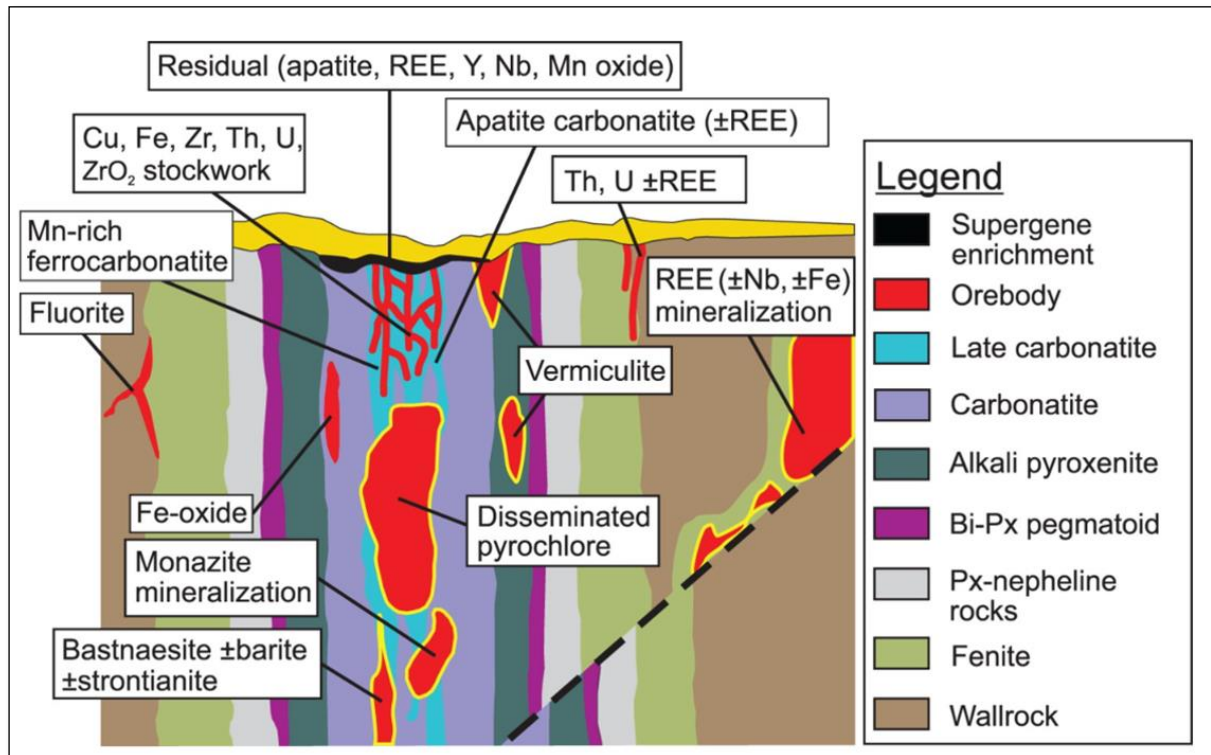 Residual (apatite, REE, Y, Nb, Mn oxide)
Cu, Fe, Zr, Th, U,
ZrO₂ stockwork
Apatite carbonatite (±REE)
Th, U ±REE
Mn-rich
ferrocarbonatite
REE (±Nb, ±Fe)
mineralization
Fluorite
Vermiculite
Fe-oxide
Disseminated
pyrochlore
Monazite
mineralization
Bastnaesite ±barite
±strontianite
Legend
Supergene
enrichment
Orebody
Late carbonatite
Carbonatite
Alkali pyroxenite
Bi-Px pegmatoid
Px-nepheline
rocks
Fenite
Wallrock